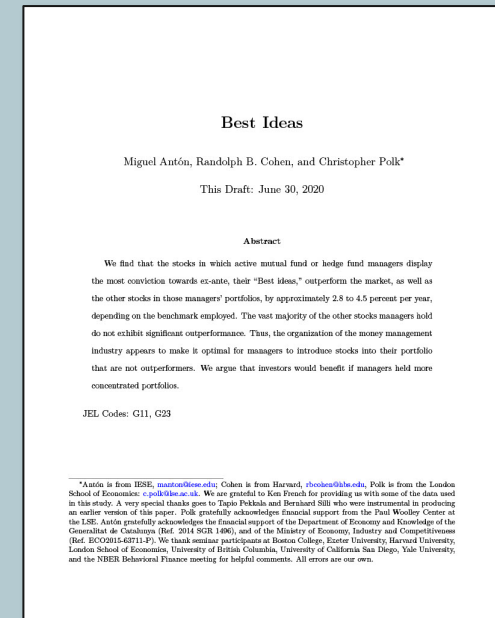 Best Ideas
Miguel Antón, Randolph B. Cohen, and Christopher Polk*
This Draft: June 30, 2020
Abstract
We find that the stocks in which active mutual fund or hedge fund managers display
the most conviction towards ex-ante, their “Best ideas,” outperform the market, as well as
the other stocks in those managers’ portfolios, by approximately 2.8 to 4.5 percent per year,
depending on the benchmark employed. The vast majority of the other stocks managers hold
do not exhibit significant outperformance. Thus, the organization of the money management
industry appears to make it optimal for managers to introduce stocks into their portfolio
that are not outperformers. We argue that investors would benefit if managers held more
concentrated portfolios.
JEL Codes: G11, G23
*Antón is from IESE, manton@iese.edu; Cohen is from Harvard, rbcohen@hbs.edu, Polk is from the London
School of Economics: c.polk@lse.ac.uk. We are grateful to Ken French for providing us with some of the data used
in this study. A very special thanks goes to Tapio Pekkala and Bernhard Silli who were instrumental in producing
an earlier version of this paper. Polk gratefully acknowledges financial support from the Paul Woolley Center at
the LSE. Antón gratefully acknowledges the financial support of the Department of Economy and Knowledge of the
Generalitat de Catalunya (Ref. 2014 SGR 1496), and of the Ministry of Economy, Industry and Competitiveness
(Ref. ECO2015-63711-P). We thank seminar participants at Boston College, Exeter University, Harvard University,
London School of Economics, University of British Columbia, University of California San Diego, Yale University,
and the NBER Behavioral Finance meeting for helpful comments. All errors are our own.